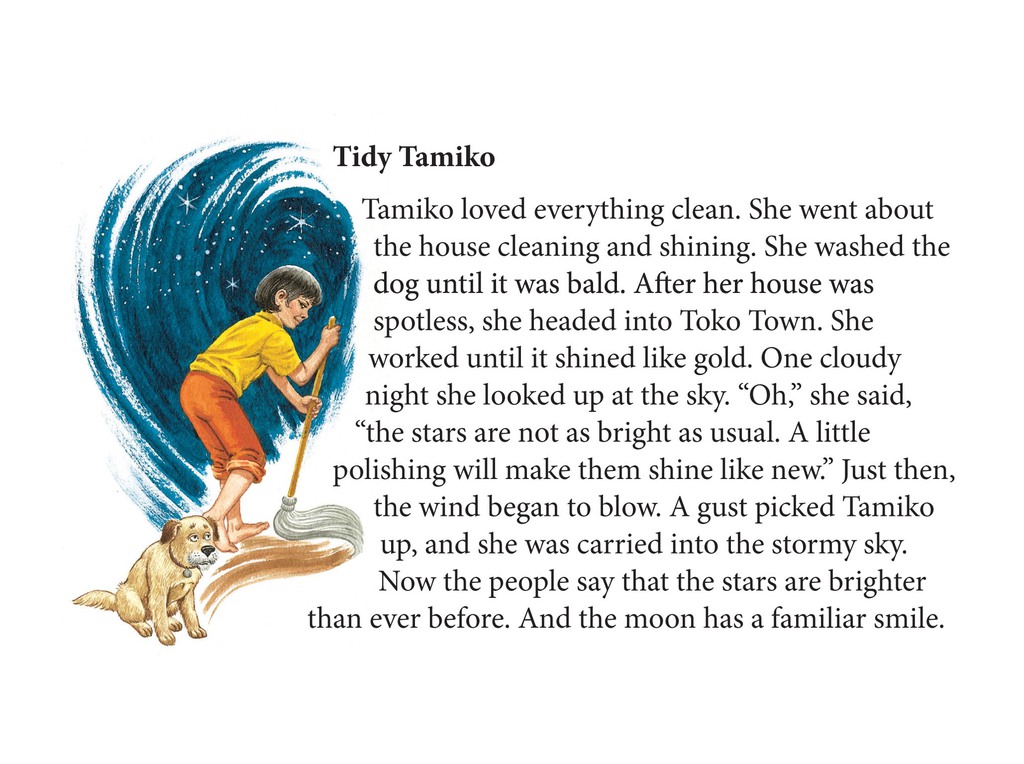 Tidy Tamiko
Tamiko loved everything clean. She went about
the house cleaning and shining. She washed the
dog until it was bald. After her house was
spotless, she headed into Toko Town. She
worked until it shined like gold. One cloudy
night she looked up at the sky. “Oh,” she said,
“the stars are not as bright as usual. A little
polishing will make them shine like new.” Just then,
the wind began to blow. A gust picked Tamiko
up, and she was carried into the stormy sky.
Now the people say that the stars are brighter
than ever before. And the moon has a familiar smile.